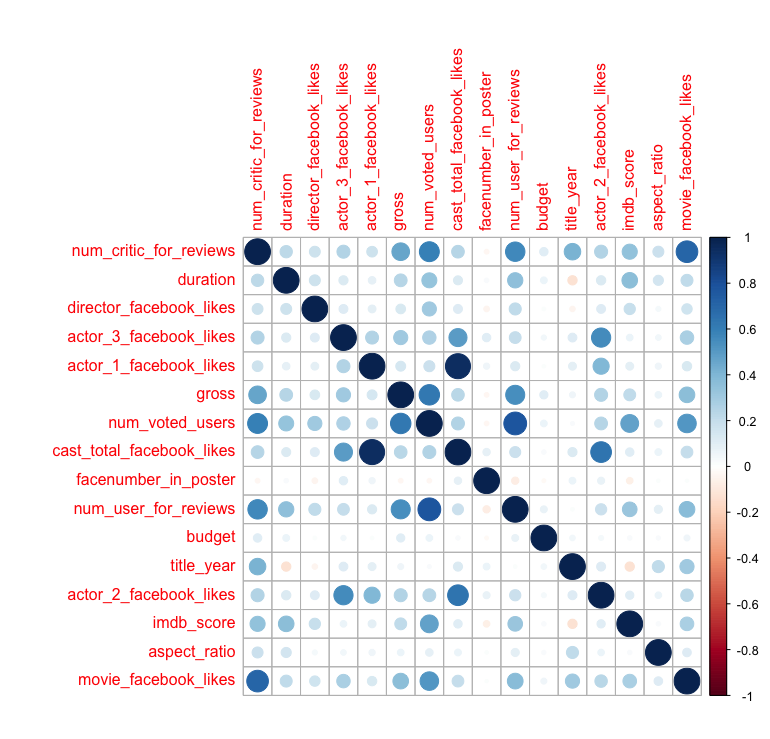 num_critic_for_reviews
duration
director_facebook_likes
actor_3_facebook_likes
actor_1_facebook_likes
gross
num_voted_users
cast_total_facebook_likes
facenumber_in_poster
num_user_for_reviews
budget
title_year
actor_2_facebook_likes
imdb_score
aspect_ratio
movie_facebook_likes
num_critic_for_reviews
duration
director_facebook_likes
actor_3_facebook_likes
actor_1_facebook_likes
gross
num_voted_users
cast_total_facebook_likes
facenumber_in_poster
num_user_for_reviews
budget
title_year
actor_2_facebook_likes
imdb_score
aspect_ratio
movie_facebook_likes
1
0.8
0.6
0.4
0.2
0
-0.2
-0.4
-0.6
-0.8
-1